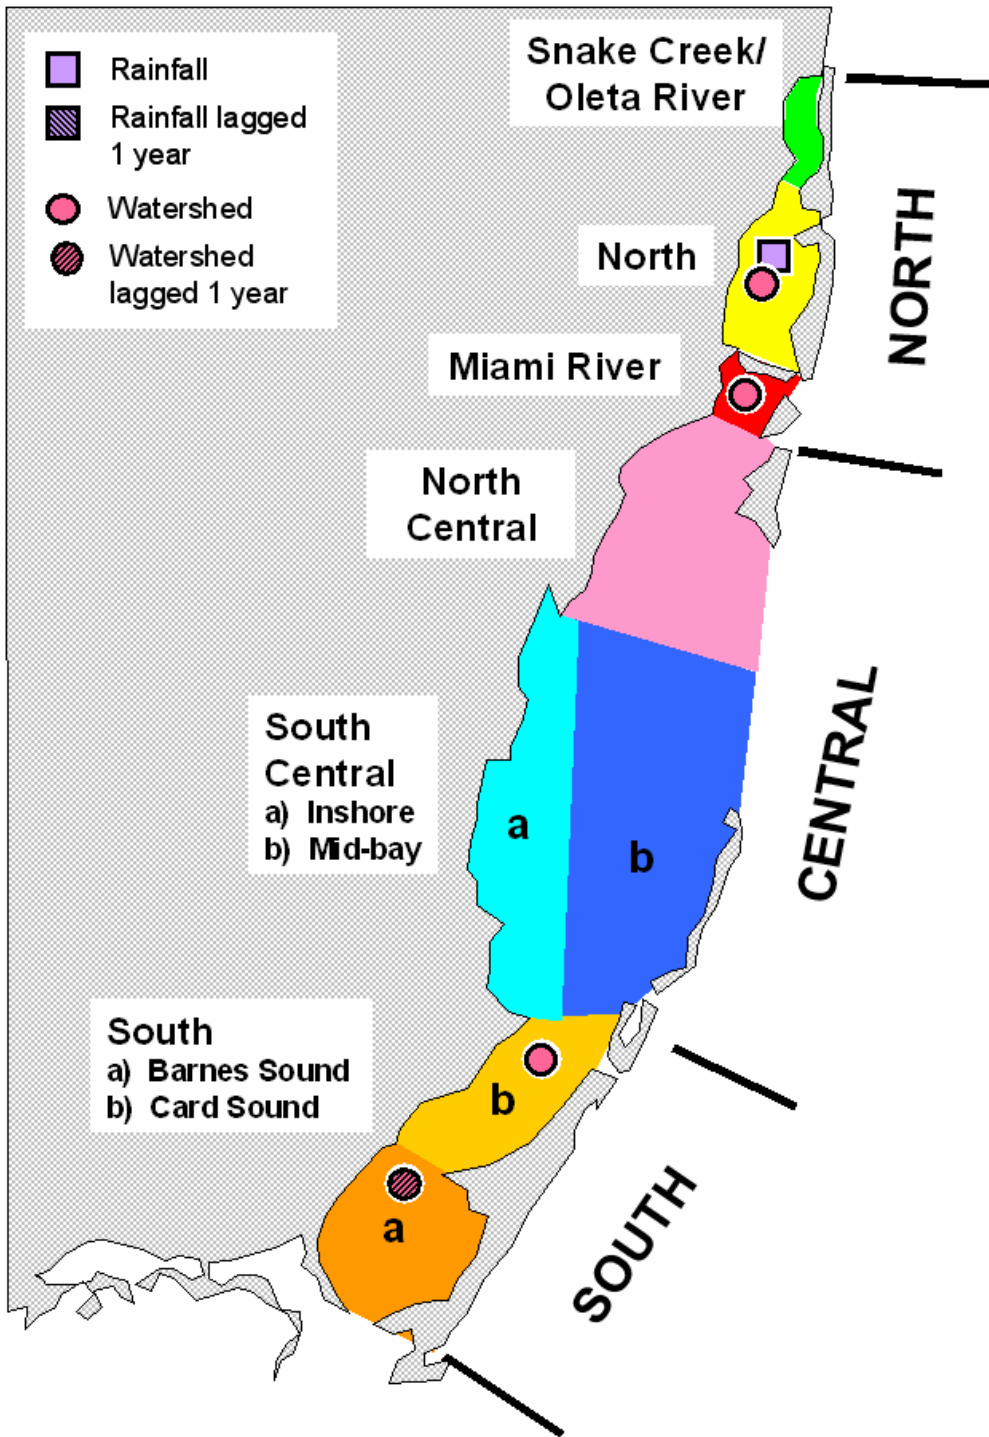 Rainfall
Rainfall lagged
1 year
Watershed
Watershed
lagged 1 year
Snake Creek/
Oleta River
North
Miami River
North
Central
South
Central
a) Inshore
b) Mid-bay
a
b
South
a) Barnes Sound
b) Card Sound
b
a
NORTH
CENTRAL
SOUTH